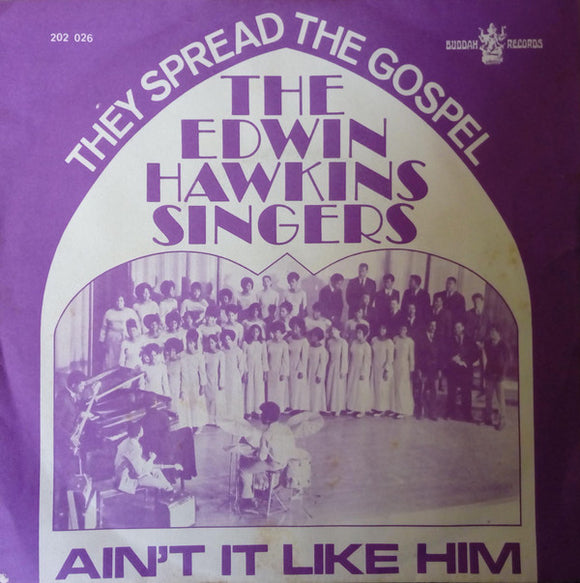 202 026
BUDDAH RECORDS
THEY SPREAD THE GOSPEL
THE
EDWIN
HAWKINS
SINGERS
AIN'T IT LIKE HIM